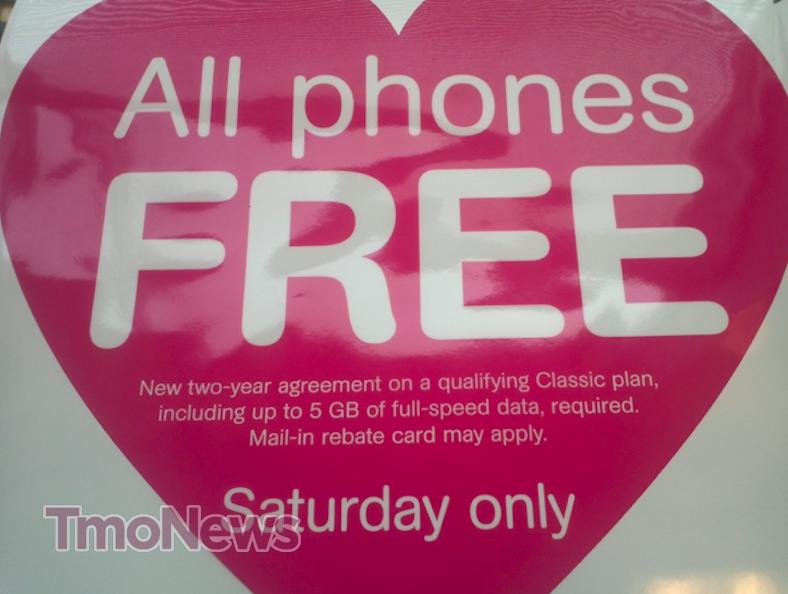 All phones
FREE
New two-year agreement on a qualifying Classic plan,
including up to 5 GB of full-speed data, required.
Mail-in rebate card may apply.
Saturday only
TmoNews